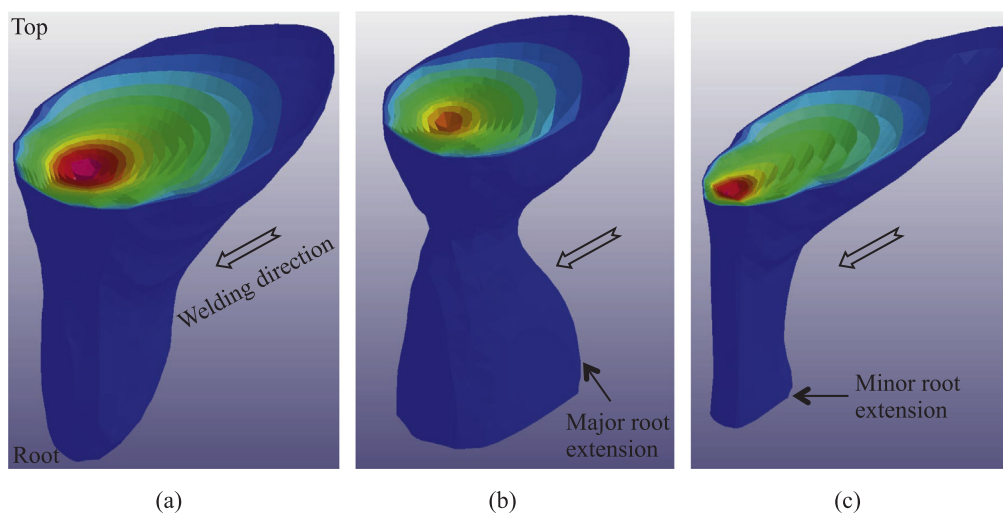 Top
Welding direction
Root
Major root
extension
Minor root
extension
(a)
(b)
(c)